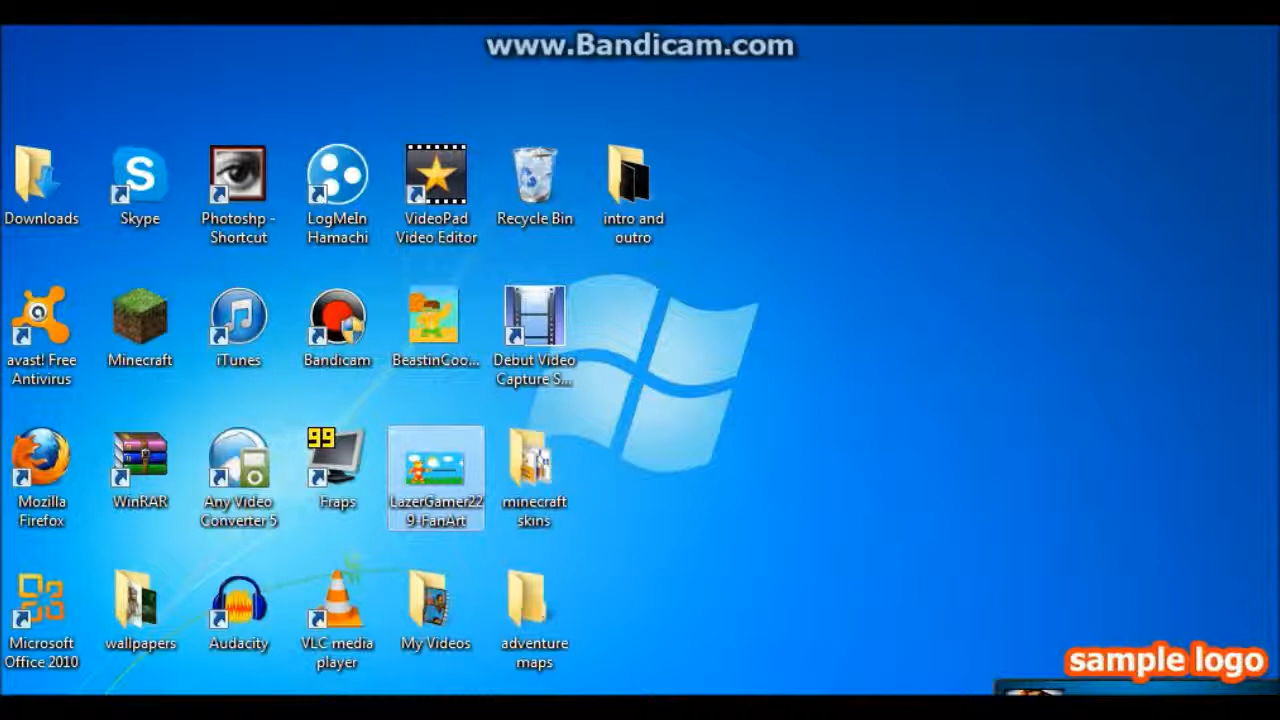 www.Bandicam.com
Downloads
Skype
Photoshp -
Shortcut
LogMeIn
Hamachi
VideoPad
Video Editor
Recycle Bin
intro and
outro
avast! Free
Antivirus
Minecraft
iTunes
Bandicam
BeastinCoo...
Debut Video
Capture S...
Mozilla
Firefox
WinRAR
Any Video
Converter 5
99
Fraps
LazerGamer22
9-FanArt
minecraft
skins
Microsoft
Office 2010
wallpapers
Audacity
VLC media
player
My Videos
adventure
maps
sample logo